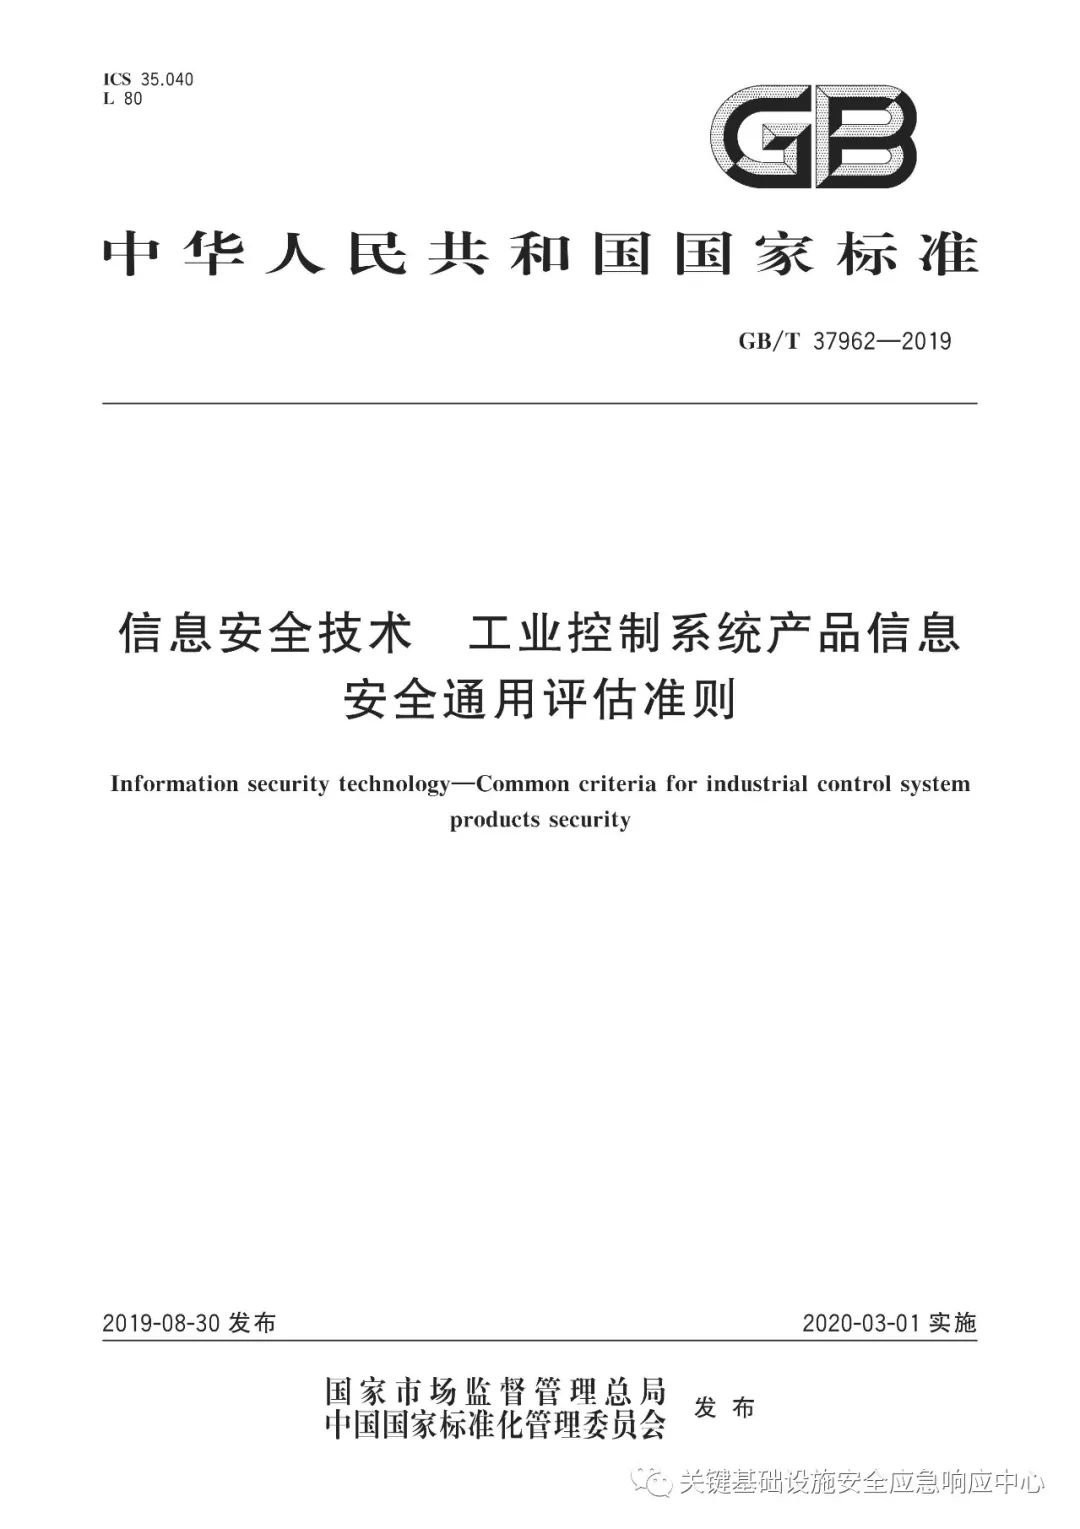 ICS 35.040
L 80
GB
中华人民共和国国家标准
GB/T 37962—2019
信息安全技术 工业控制系统产品信息
安全通用评估准则
Information security technology—Common criteria for industrial control system
products security
2019-08-30 发布
2020-03-01 实施
国家市场监督管理总局
中国国家标准化管理委员会
发布
关键基础设施安全应急响应中心